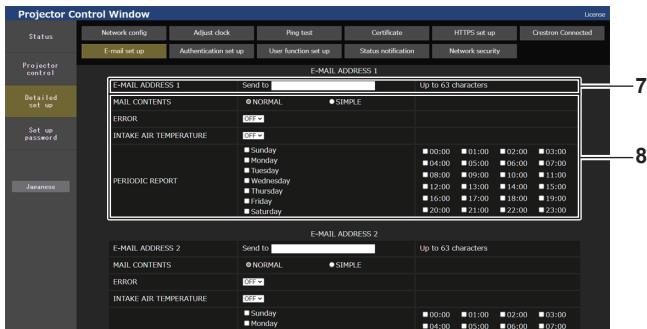 Projector Control Window
License
Status
Projector control
Detailed set up
Set up password
Japanese
Network config Adjust clock Ping test Certificate HTTPS set up Crestron Connected
E-mail set up Authentication set up User function set up Status notification Network security
E-MAIL ADDRESS 1
E-MAIL ADDRESS 1 Send to Up to 63 characters
7
MAIL CONTENTS NORMAL SIMPLE
ERROR OFF
INTAKE AIR TEMPERATURE OFF
8
PERIODIC REPORT
Sunday 00:00 01:00 02:00 03:00
Monday 04:00 05:00 06:00 07:00
Tuesday 08:00 09:00 10:00 11:00
Wednesday 12:00 13:00 14:00 15:00
Thursday 16:00 17:00 18:00 19:00
Friday 20:00 21:00 22:00 23:00
Saturday
E-MAIL ADDRESS 2
E-MAIL ADDRESS 2 Send to Up to 63 characters
MAIL CONTENTS NORMAL SIMPLE
ERROR OFF
INTAKE AIR TEMPERATURE OFF
Sunday 00:00 01:00 02:00 03:00
Monday 04:00 05:00 06:00 07:00